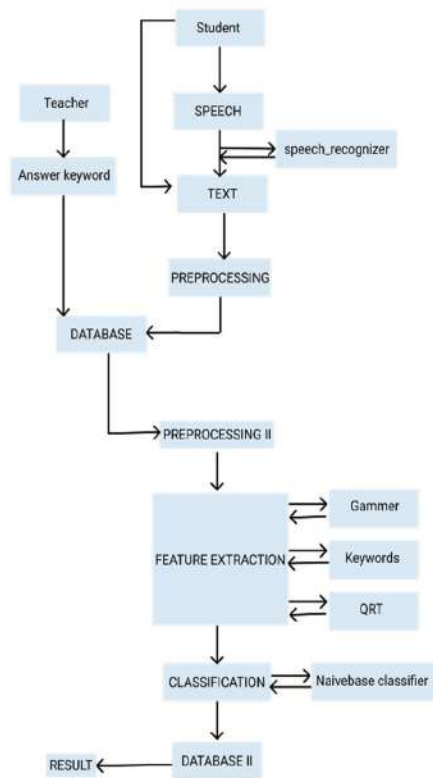 Student
SPEECH
Teacher
speech_recognizer
Answer keyword
TEXT
PREPROCESSING
DATABASE
PREPROCESSING II
Gammer
FEATURE EXTRACTION
Keywords
QRT
CLASSIFICATION
Naivebase classifier
DATABASE II
RESULT